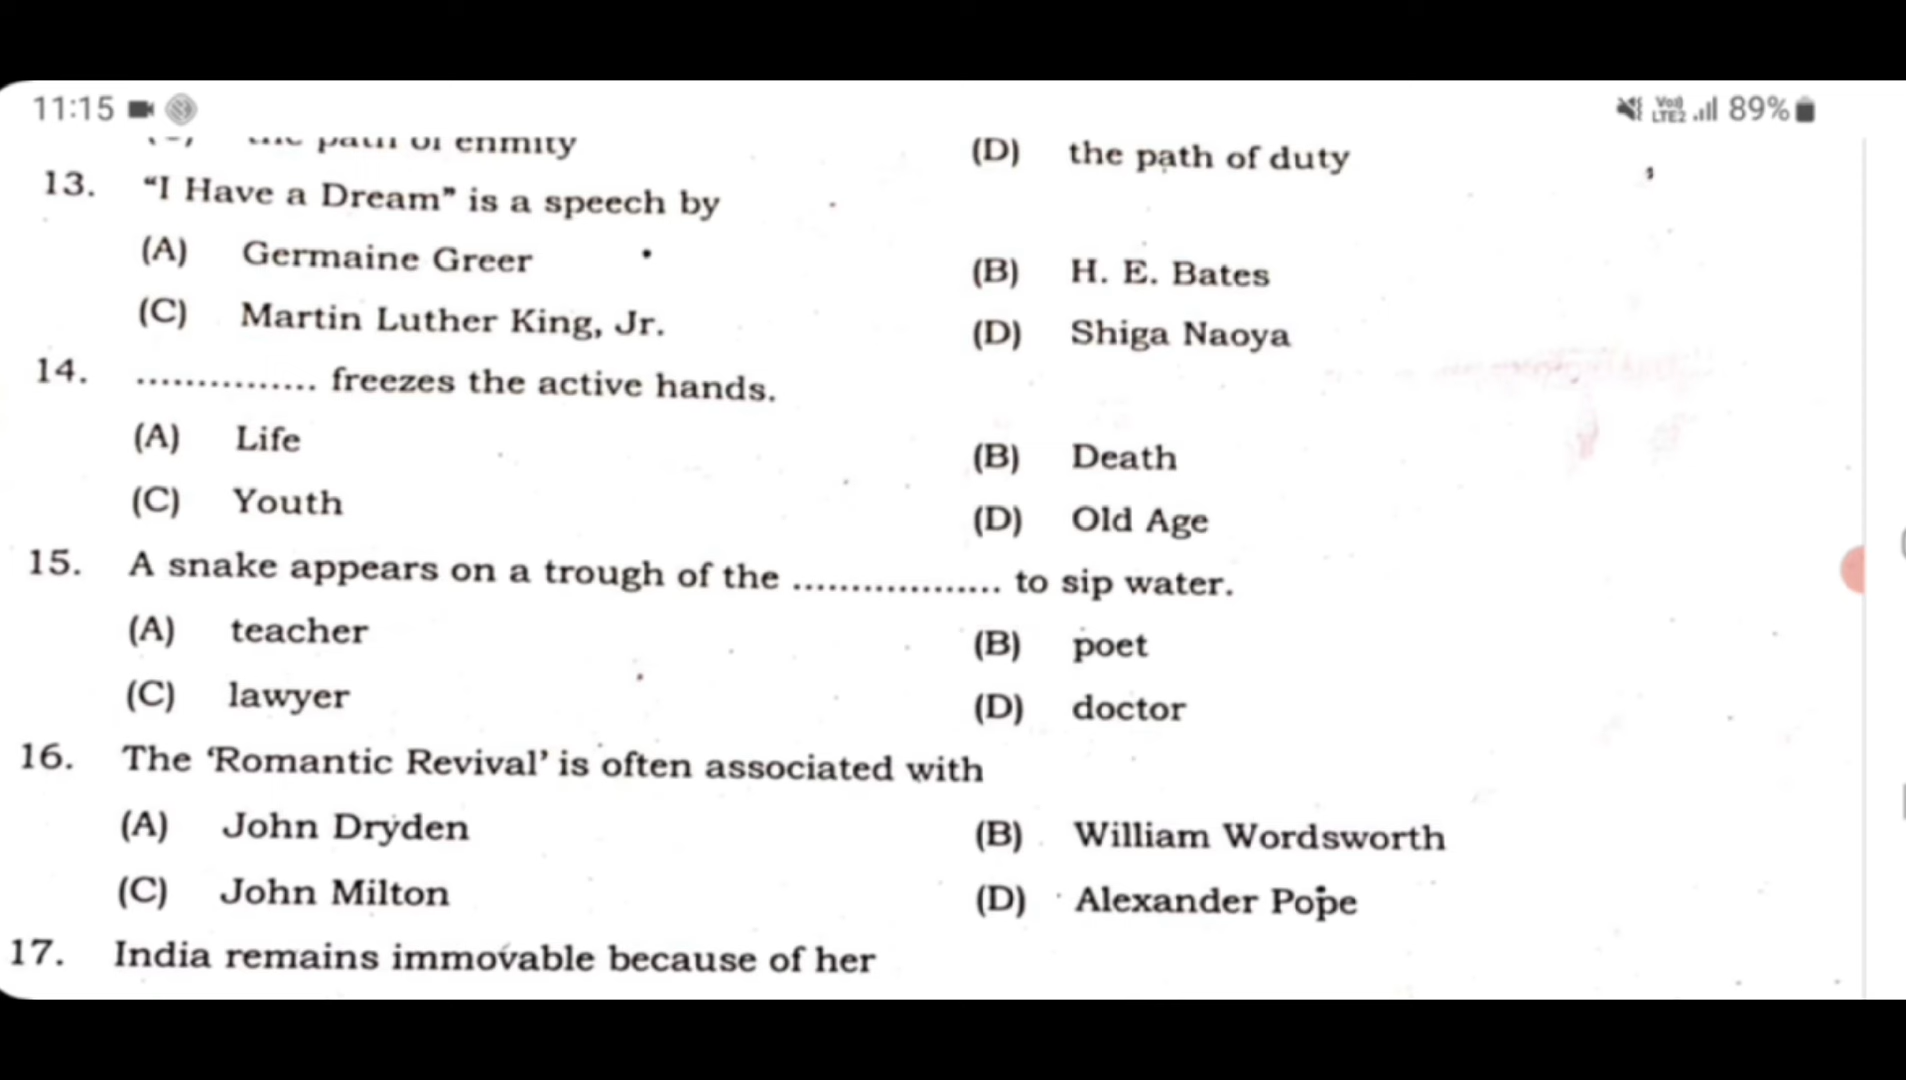 11:15 Vo) LTE2 89%
the path of enmity (D) the path of duty
13. “I Have a Dream” is a speech by
(A) Germaine Greer (B) H. E. Bates
(C) Martin Luther King, Jr. (D) Shiga Naoya
14. ............... freezes the active hands.
(A) Life (B) Death
(C) Youth (D) Old Age
15. A snake appears on a trough of the .................. to sip water.
(A) teacher (B) poet
(C) lawyer (D) doctor
16. The ‘Romantic Revival’ is often associated with
(A) John Dryden (B) William Wordsworth
(C) John Milton (D) Alexander Pope
17. India remains immovable because of her